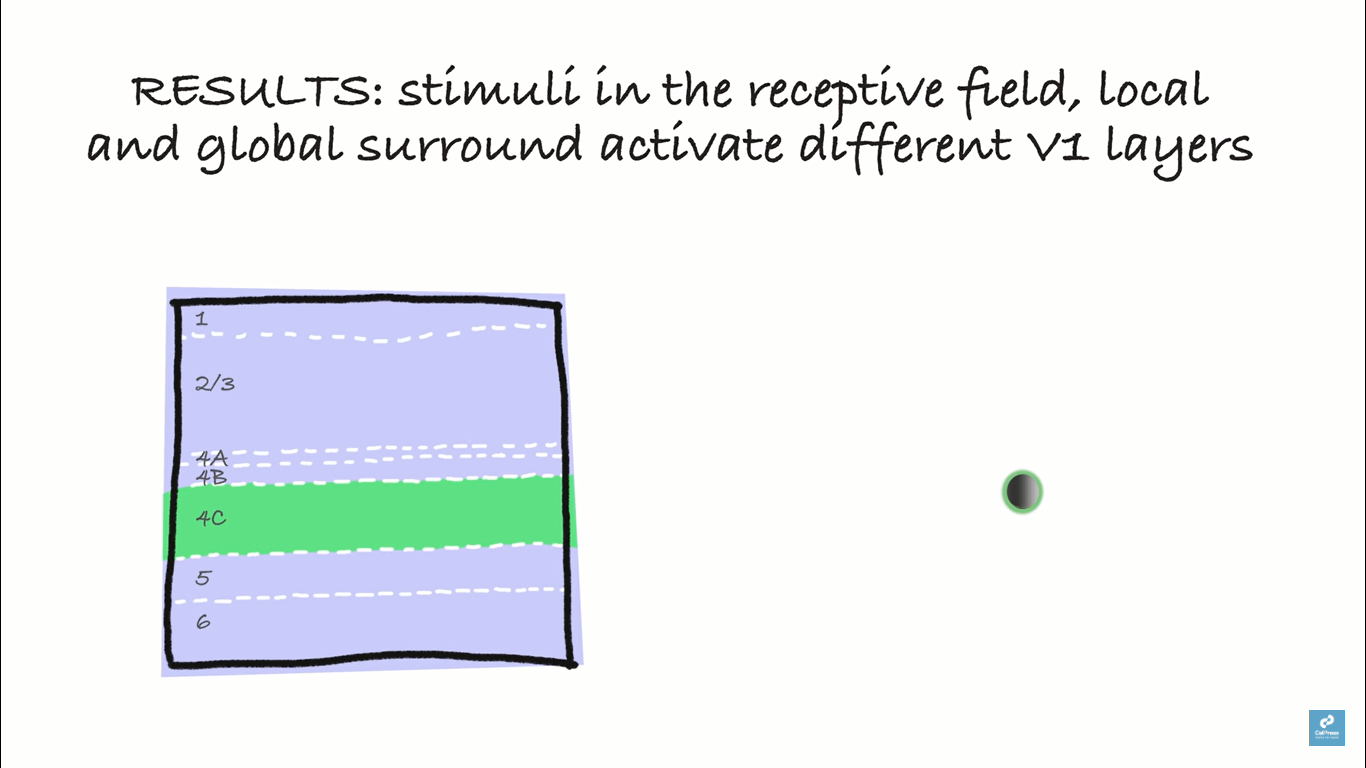 RESULTS: stimuli in the receptive field, local
and global surround activate different V1 layers
1
2/3
4A
4B
4C
5
6
CellPress